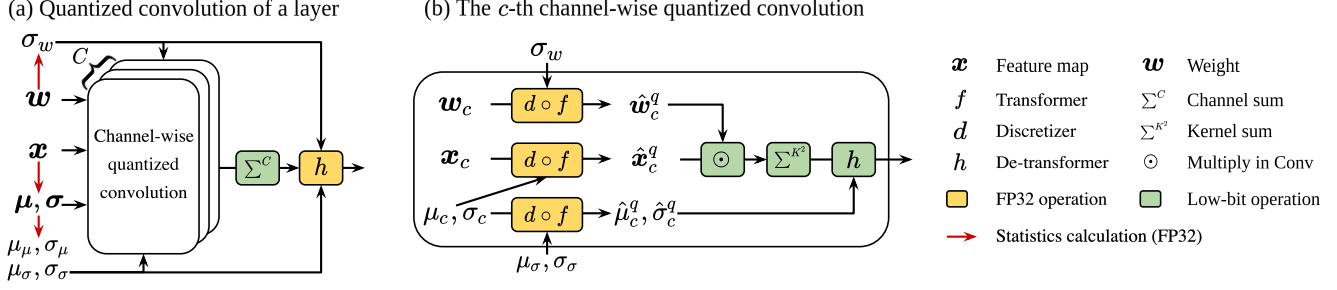 (a) Quantized convolution of a layer
σ_w
C
w
x
μ, σ
μ_μ, σ_μ
μ_σ, σ_σ
Channel-wise
quantized
convolution
∑^C
h
(b) The c-th channel-wise quantized convolution
σ_w
w_c
d ∘ f
ŵ_c^q
x_c
d ∘ f
x̂_c^q
⊙
∑^{K²}
h
μ_c, σ_c
d ∘ f
μ̂_c^q, σ̂_c^q
μ_σ, σ_σ
x Feature map w Weight
f Transformer ∑^C Channel sum
d Discretizer ∑^{K²} Kernel sum
h De-transformer ⊙ Multiply in Conv
FP32 operation Low-bit operation
Statistics calculation (FP32)